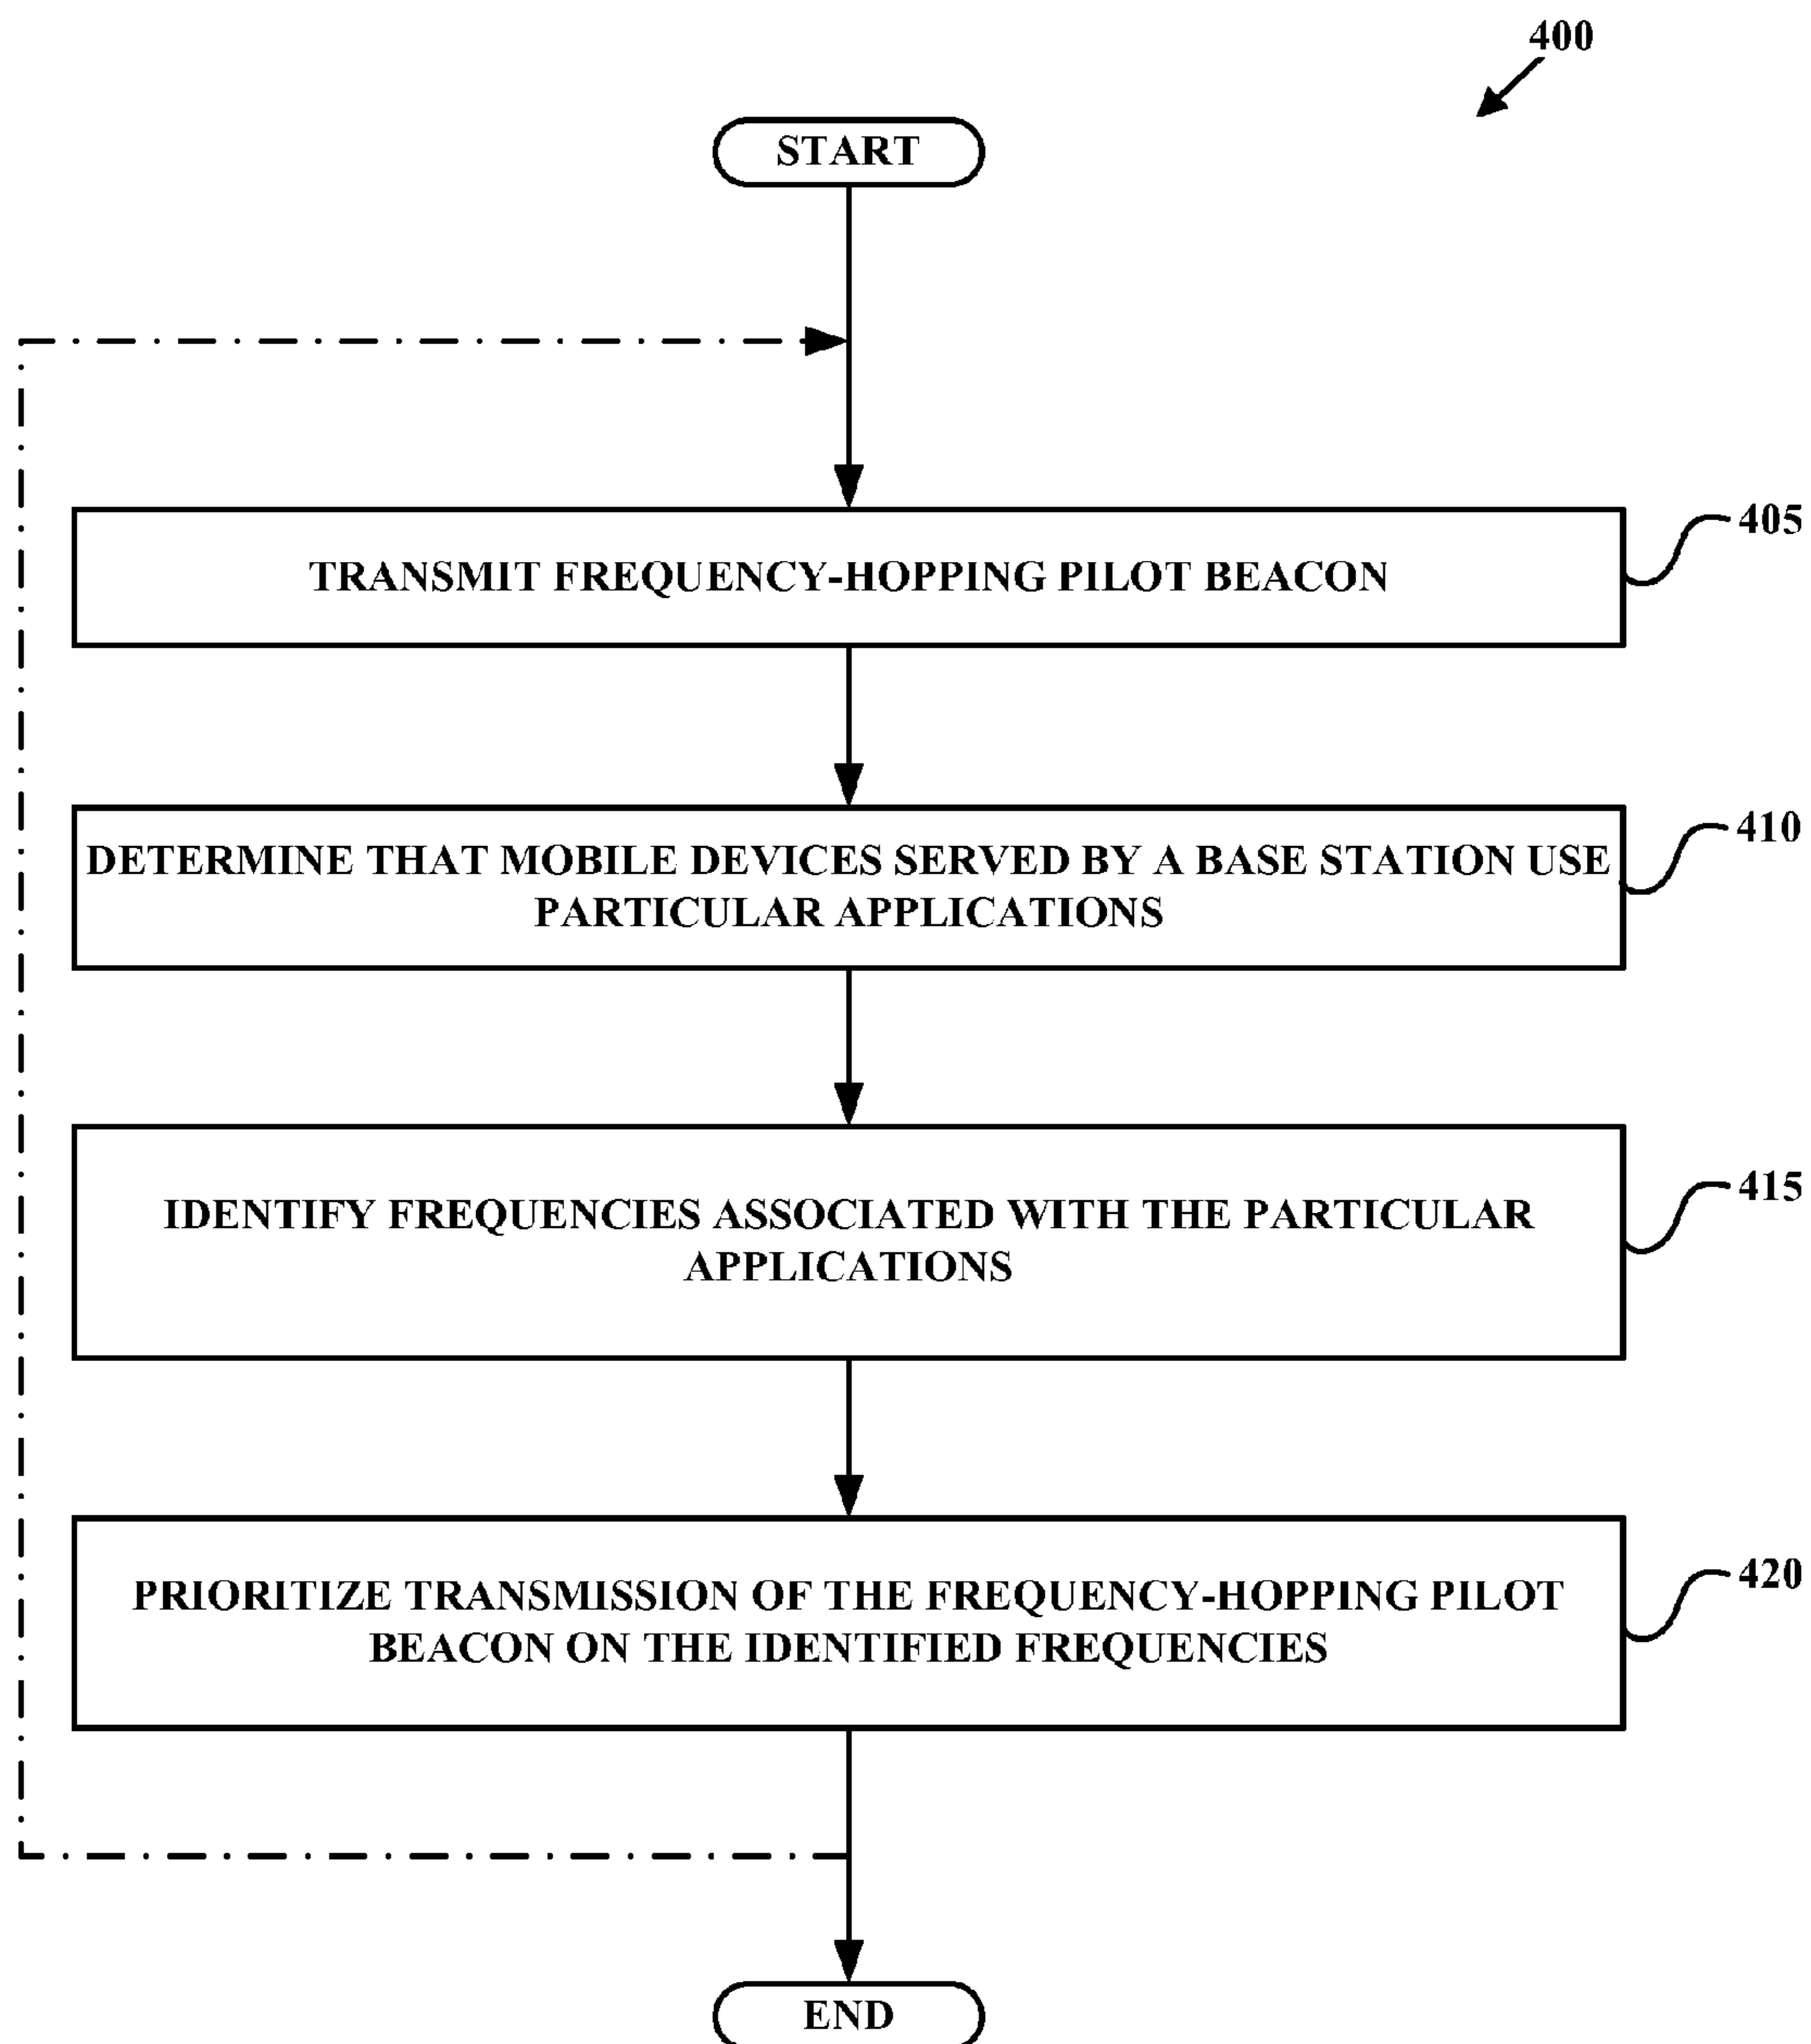 400
START
TRANSMIT FREQUENCY-HOPPING PILOT BEACON
405
DETERMINE THAT MOBILE DEVICES SERVED BY A BASE STATION USE
PARTICULAR APPLICATIONS
410
IDENTIFY FREQUENCIES ASSOCIATED WITH THE PARTICULAR
APPLICATIONS
415
PRIORITIZE TRANSMISSION OF THE FREQUENCY-HOPPING PILOT
BEACON ON THE IDENTIFIED FREQUENCIES
420
END